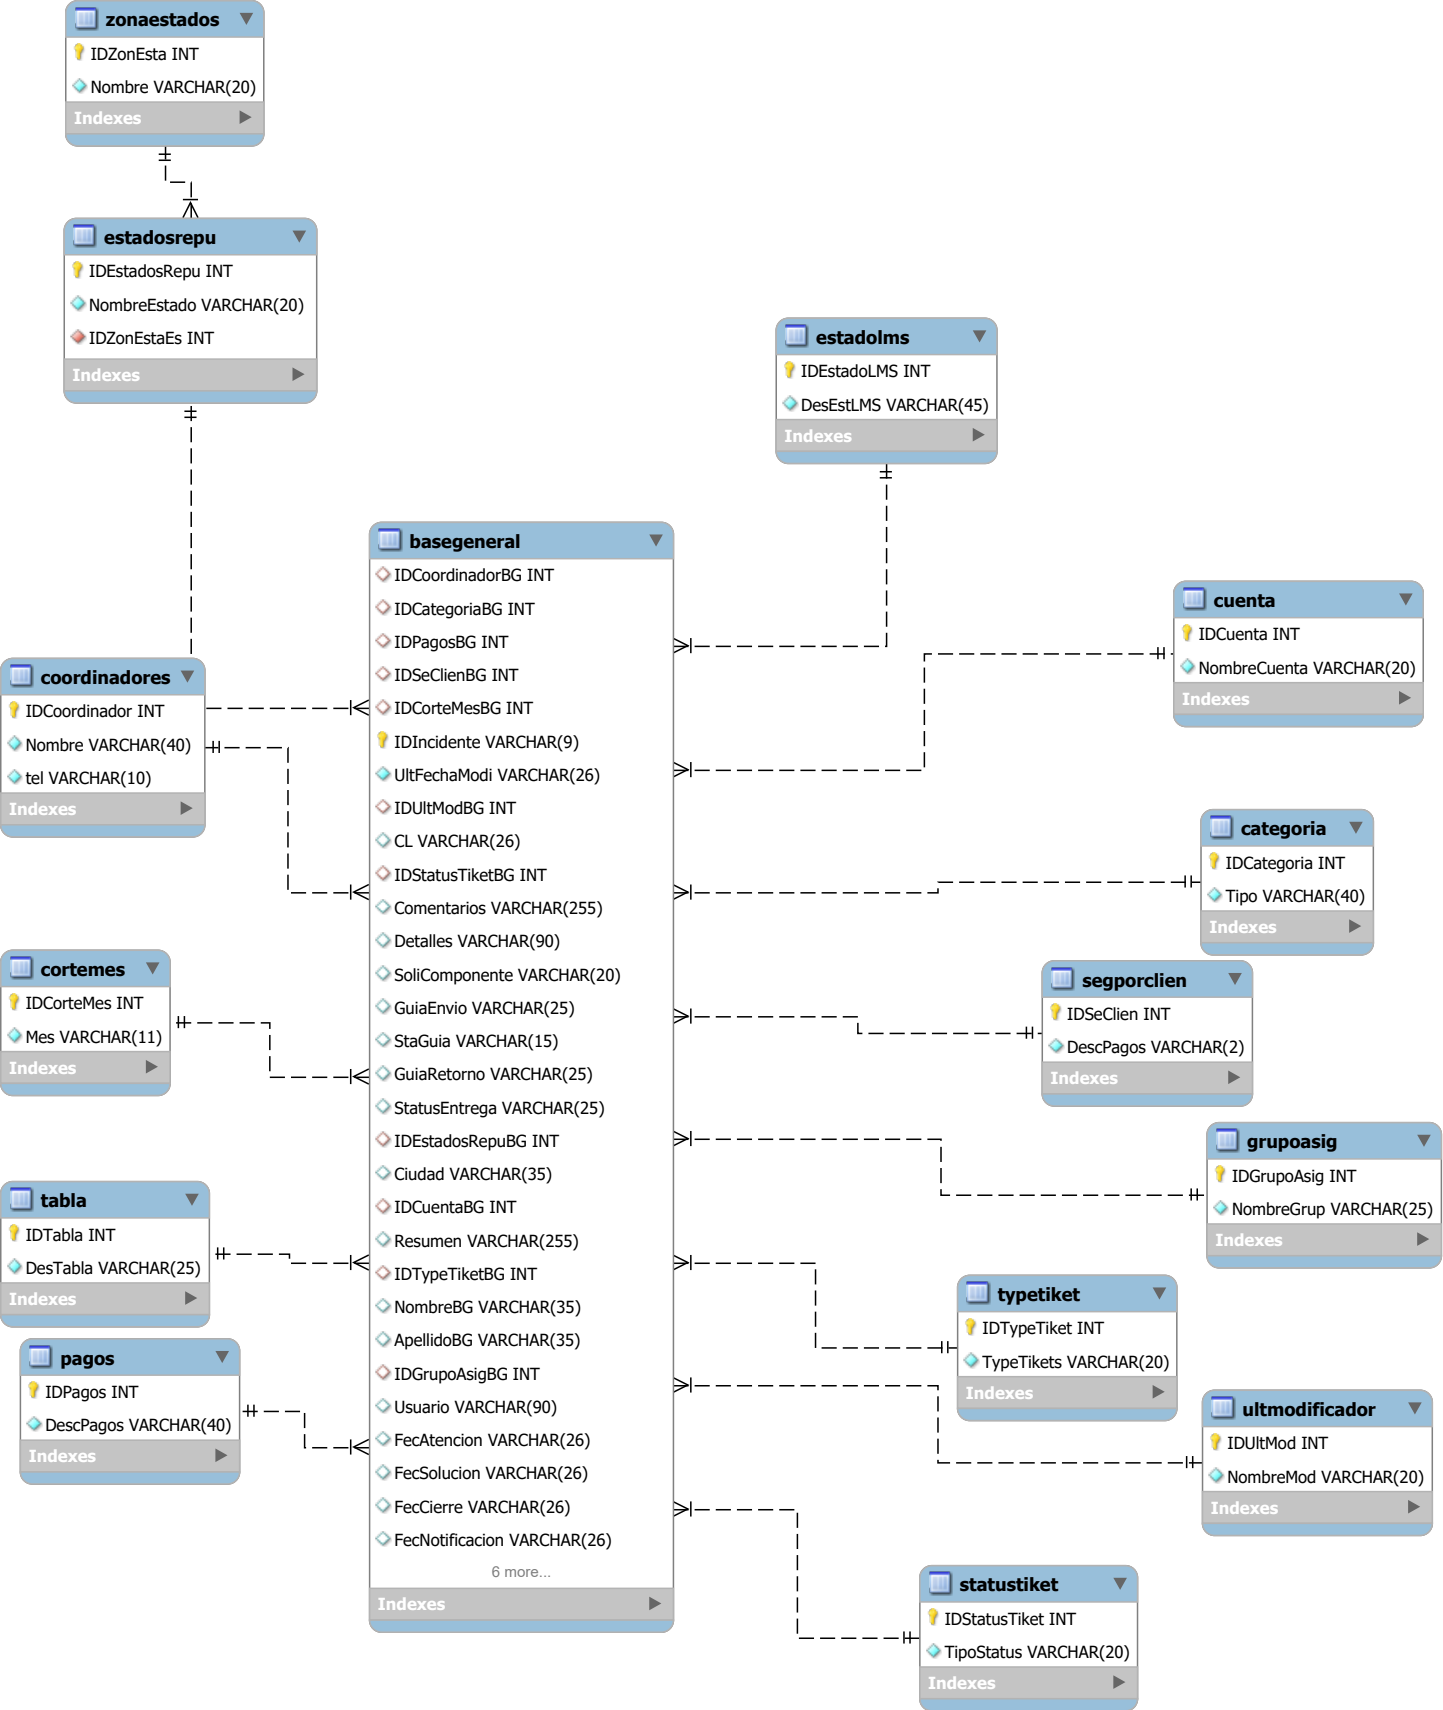 zonaestados
IDZonEsta INT
Nombre VARCHAR(20)
Indexes
estadosrepu
IDEstadosRepu INT
NombreEstado VARCHAR(20)
IDZonEstaEs INT
Indexes
estadolms
IDEstadoLMS INT
DesEstLMS VARCHAR(45)
Indexes
basegeneral
IDCoordinadorBG INT
IDCategoriaBG INT
IDPagosBG INT
IDSeClienBG INT
IDCorteMesBG INT
IDIncidente VARCHAR(9)
UltFechaModi VARCHAR(26)
IDUltModBG INT
CL VARCHAR(26)
IDStatusTiketBG INT
Comentarios VARCHAR(255)
Detalles VARCHAR(90)
SoliComponente VARCHAR(20)
GuiaEnvio VARCHAR(25)
StaGuia VARCHAR(15)
GuiaRetorno VARCHAR(25)
StatusEntrega VARCHAR(25)
IDEstadosRepuBG INT
Ciudad VARCHAR(35)
IDCuentaBG INT
Resumen VARCHAR(255)
IDTypeTiketBG INT
NombreBG VARCHAR(35)
ApellidoBG VARCHAR(35)
IDGrupoAsigBG INT
Usuario VARCHAR(90)
FecAtencion VARCHAR(26)
FecSolucion VARCHAR(26)
FecCierre VARCHAR(26)
FecNotificacion VARCHAR(26)
6 more...
Indexes
cuenta
IDCuenta INT
NombreCuenta VARCHAR(20)
Indexes
coordinadores
IDCoordinador INT
Nombre VARCHAR(40)
tel VARCHAR(10)
Indexes
categoria
IDCategoria INT
Tipo VARCHAR(40)
Indexes
cortemes
IDCorteMes INT
Mes VARCHAR(11)
Indexes
segporclien
IDSeClien INT
DescPagos VARCHAR(2)
Indexes
grupoasig
IDGrupoAsig INT
NombreGrup VARCHAR(25)
Indexes
tabla
IDTabla INT
DesTabla VARCHAR(25)
Indexes
typetiket
IDTypeTiket INT
TypeTikets VARCHAR(20)
Indexes
pagos
IDPagos INT
DescPagos VARCHAR(40)
Indexes
ultmodificador
IDUltMod INT
NombreMod VARCHAR(20)
Indexes
statustiket
IDStatusTiket INT
TipoStatus VARCHAR(20)
Indexes